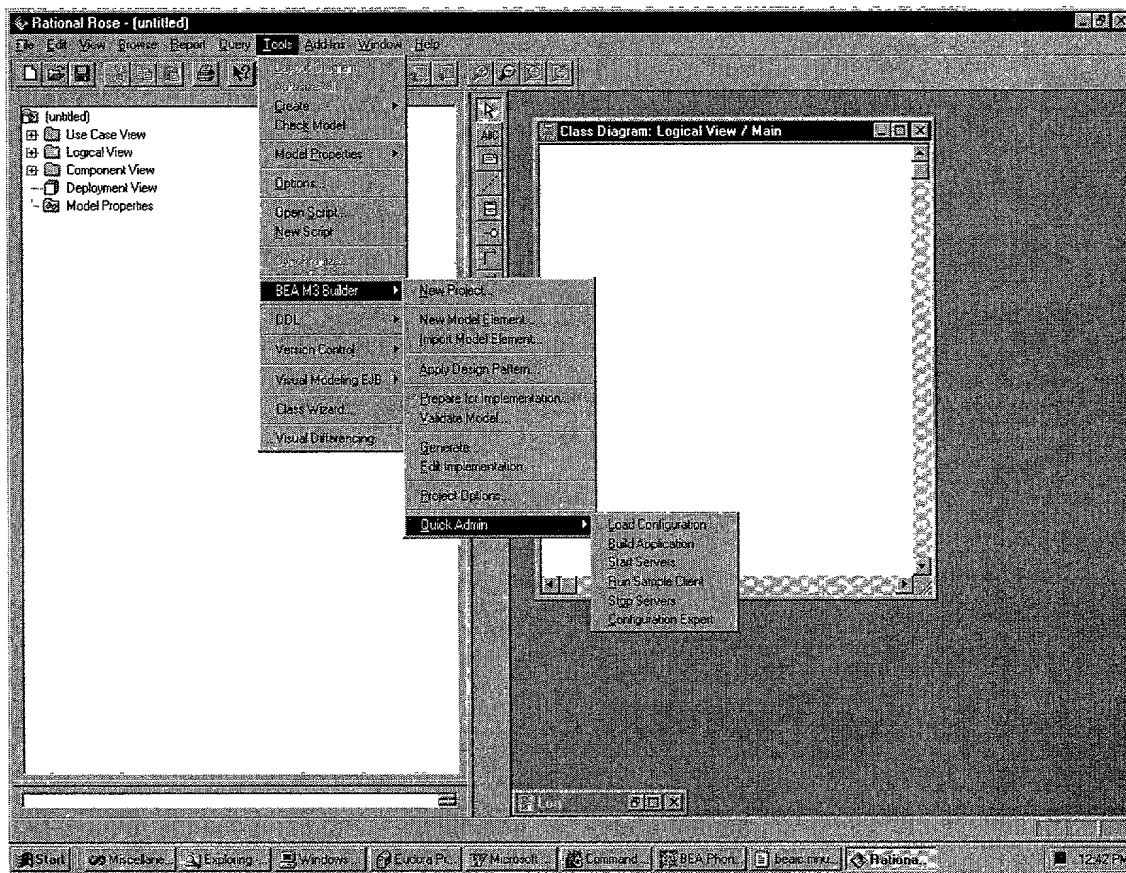 Rational Rose - (untitled)
File Edit View Browse Report Query Tools Add-Ins Window Help
(untitled)
Use Case View
Logical View
Component View
Deployment View
Model Properties
Create
Check Model
Model Properties
Options...
Open Script...
New Script
BEA M3 Builder
DDL
Version Control
Visual Modeling EJB
Class Wizard...
Visual Differencing
New Project...
New Model Element...
Import Model Element...
Apply Design Pattern...
Prepare for Implementation...
Validate Model...
Generate
Edit Implementation
Project Options...
Quick Admin
Load Configuration
Build Application
Start Servers
Run Sample Client
Stop Servers
Configuration Expert
ABC
Class Diagram: Logical View / Main
Log
Start Miscellane... Exploring ... Windows ... Eudora Pr... Microsoft ... Command... BEA Phon... Rationa... 12:42 PM